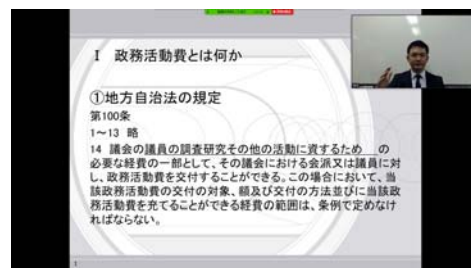 Ⅰ 政務活動費とは何か
①地方自治法の規定
第100条
1~13 略
14 議会の議員の調査研究その他の活動に資するため の
必要な経費の一部として、その議会における会派又は議員に対
し、政務活動費を交付することができる。この場合において、当
該政務活動費の交付の対象、額及び交付の方法並びに当該政
務活動費を充てることができる経費の範囲は、条例で定めなけ
ればならない。
1